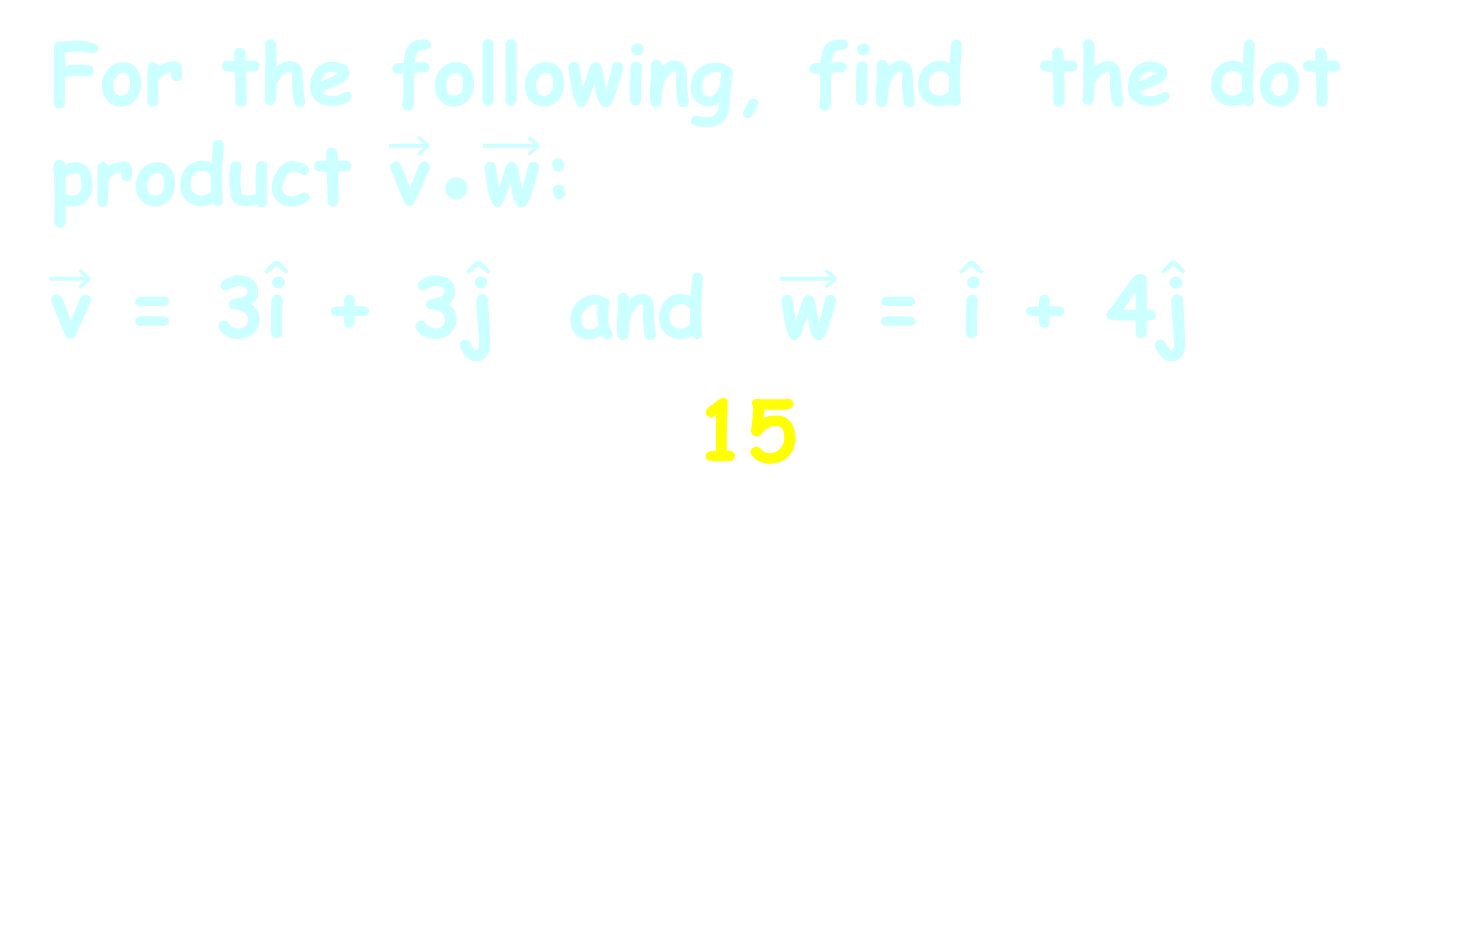 For the following, find the dot
product v⃗•w⃗:
v⃗ = 3î + 3ĵ and w⃗ = î + 4ĵ
15